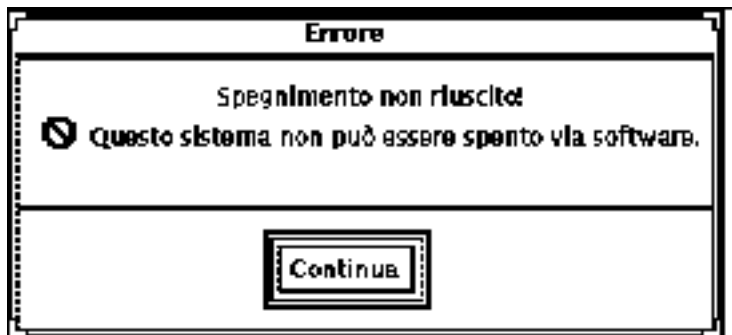 Errore
Spegnimento non riuscito!
Questo sistema non può essere spento via software.
Continua